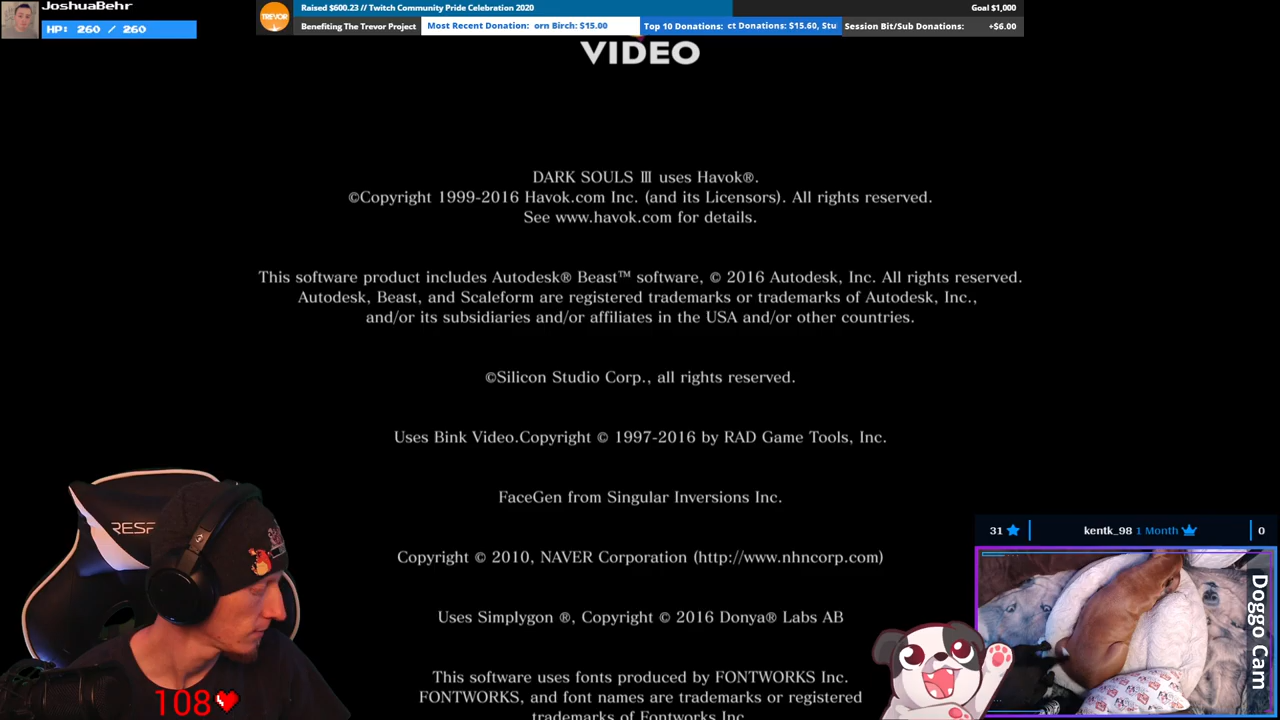 JoshuaBehr
HP: 260 / 260
TREVOR
Raised $600.23 // Twitch Community Pride Celebration 2020
Goal $1,000
Benefiting The Trevor Project
Most Recent Donation: orn Birch: $15.00
Top 10 Donations: ct Donations: $15.60, Stu
Session Bit/Sub Donations: +$6.00
VIDEO
DARK SOULS III uses Havok®.
©Copyright 1999-2016 Havok.com Inc. (and its Licensors). All rights reserved.
See www.havok.com for details.
This software product includes Autodesk® Beast™ software, © 2016 Autodesk, Inc. All rights reserved.
Autodesk, Beast, and Scaleform are registered trademarks or trademarks of Autodesk, Inc.,
and/or its subsidiaries and/or affiliates in the USA and/or other countries.
©Silicon Studio Corp., all rights reserved.
Uses Bink Video.Copyright © 1997-2016 by RAD Game Tools, Inc.
FaceGen from Singular Inversions Inc.
Copyright © 2010, NAVER Corporation (http://www.nhncorp.com)
Uses Simplygon ®, Copyright © 2016 Donya® Labs AB
This software uses fonts produced by FONTWORKS Inc.
FONTWORKS, and font names are trademarks or registered
trademarks of Fontworks Inc.
RESP
108
31
kentk_98 1 Month
0
Doggo Cam